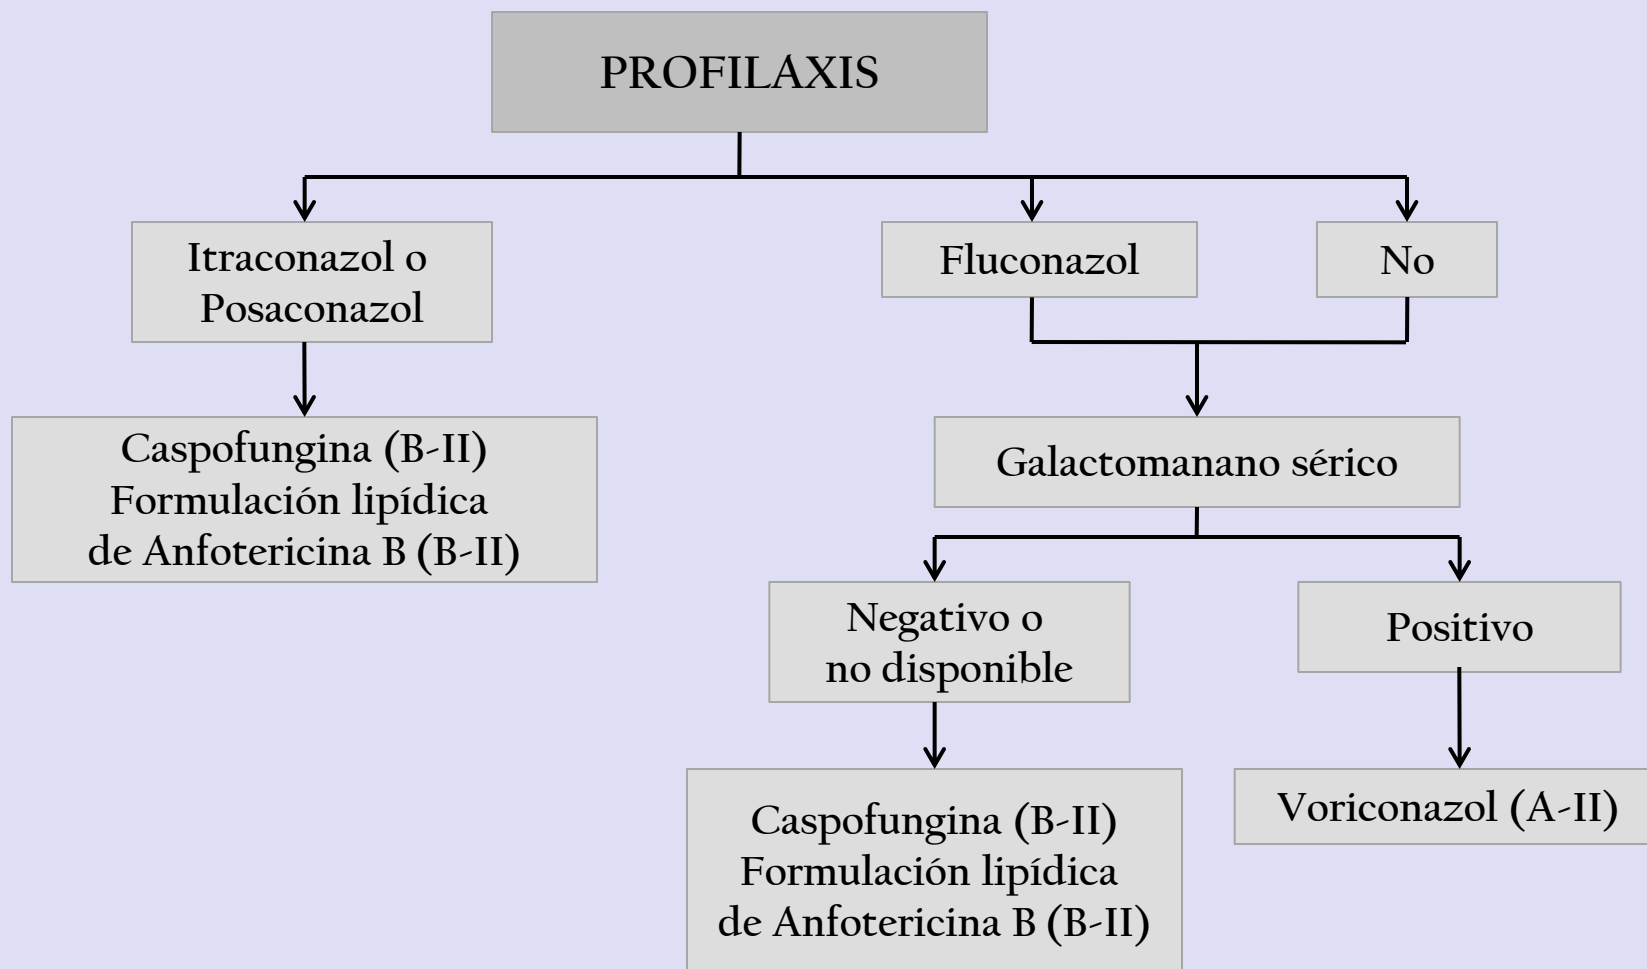 PROFILAXIS
Itraconazol o
Posaconazol
Fluconazol
No
Caspofungina (B-II)
Formulación lipídica
de Anfotericina B (B-II)
Galactomanano sérico
Negativo o
no disponible
Positivo
Caspofungina (B-II)
Formulación lipídica
de Anfotericina B (B-II)
Voriconazol (A-II)